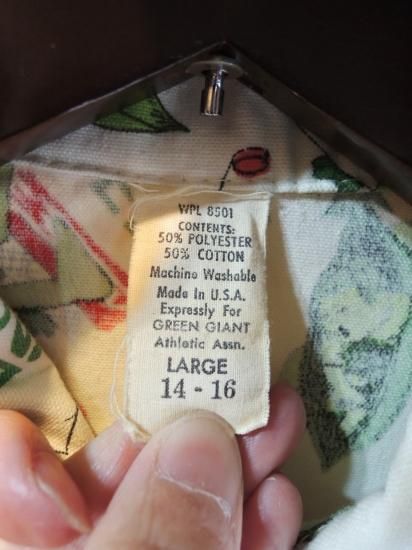 WPL 8501
CONTENTS:
50% POLYESTER
50% COTTON
Machine Washable
Made In U.S.A.
Expressly For
GREEN GIANT
Athletic Assn.
LARGE
14 - 16